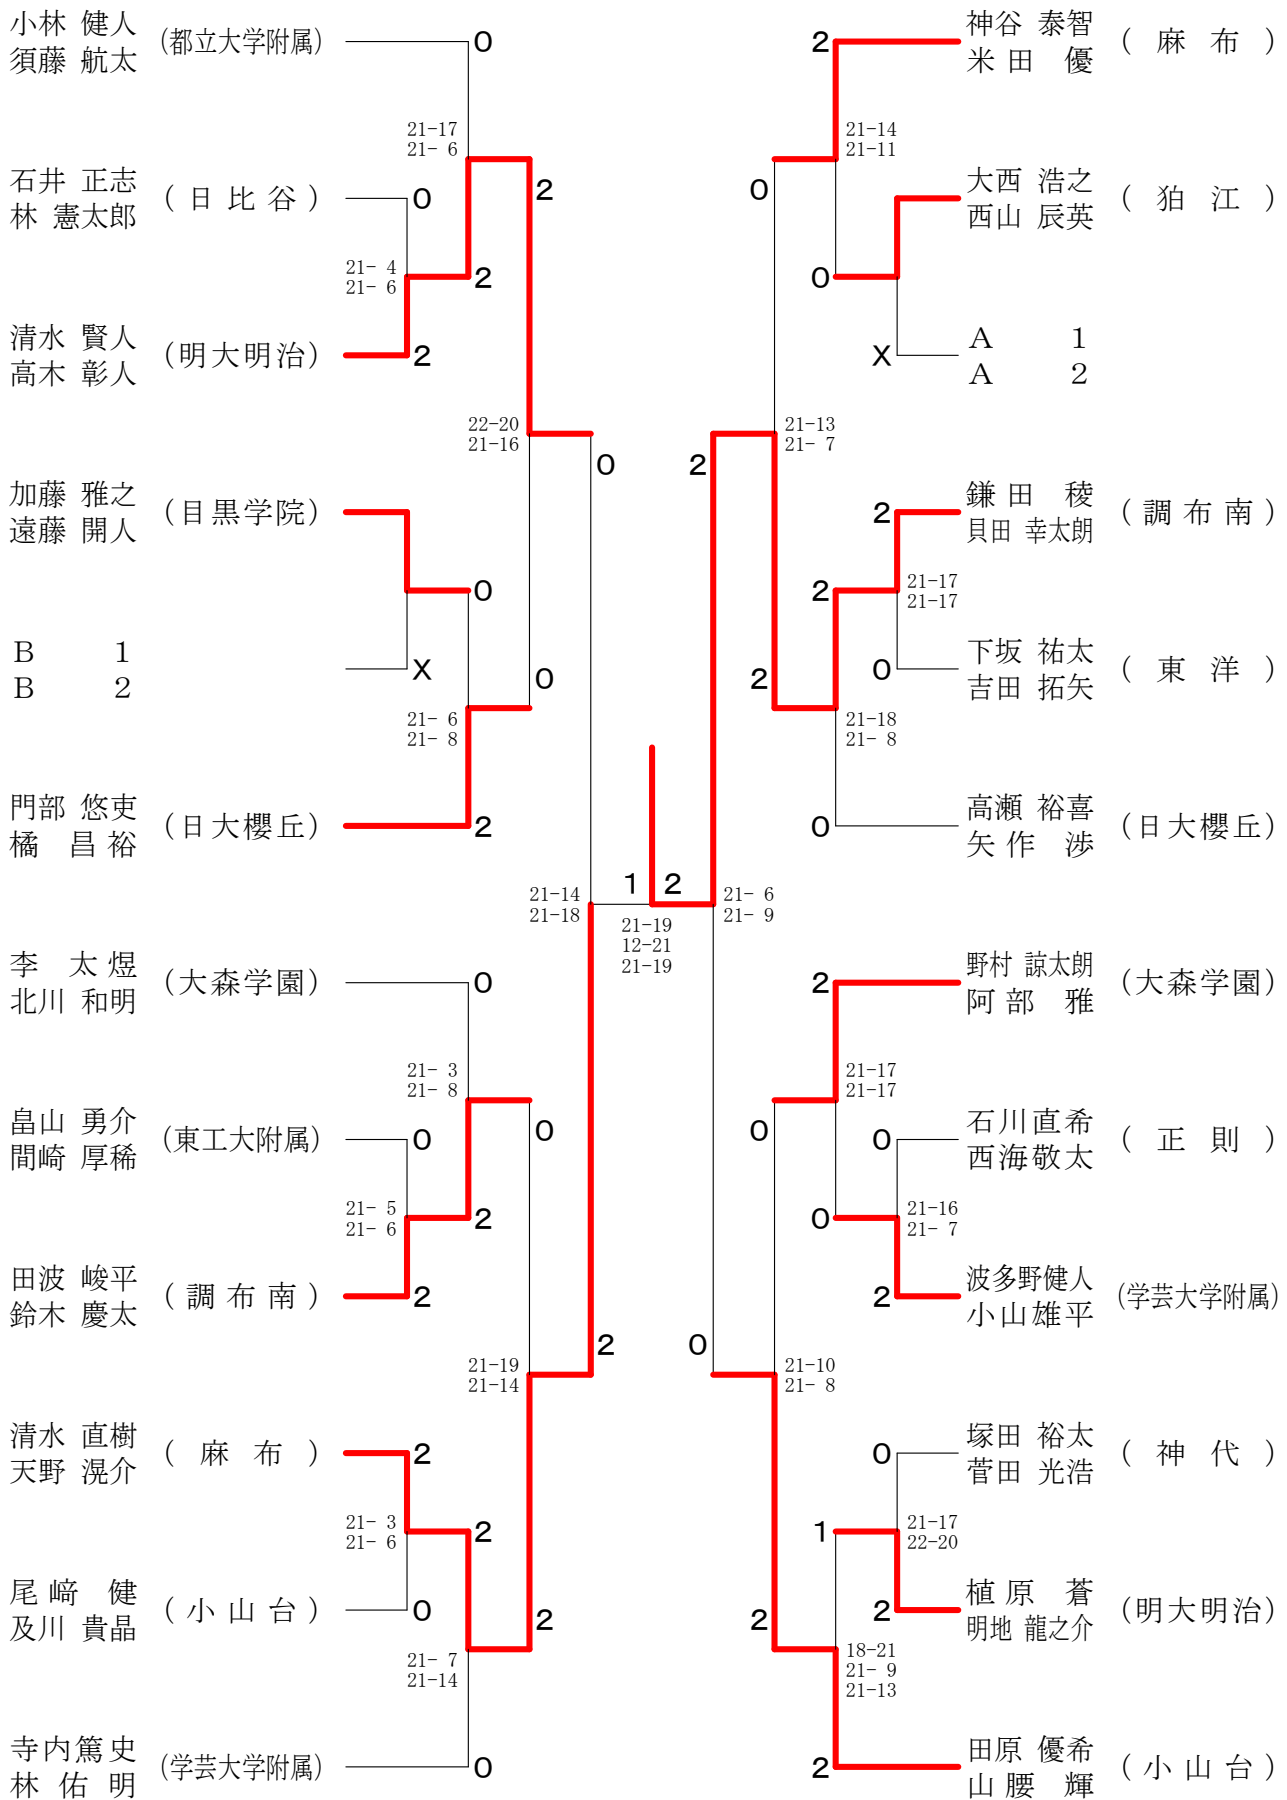 小林 健人
須藤 航太
(都立大学附属)
0
21-17
21- 6
石井 正志
林 憲太郎
(日比谷)
0
2
21- 4
21- 6
2
清水 賢人
高木 彰人
(明大明治)
2
22-20
21-16
0
加藤 雅之
遠藤 開人
(目黒学院)
0
B 1
B 2
X
0
21- 6
21- 8
門部 悠吏
橘 昌裕
(日大櫻丘)
2
21-14
21-18
1
2
21-19
12-21
21-19
李 太煜
北川 和明
(大森学園)
0
21- 3
21- 8
0
畠山 勇介
間崎 厚稀
(東工大附属)
0
21- 5
21- 6
2
田波 峻平
鈴木 慶太
(調布南)
2
2
21-19
21-14
清水 直樹
天野 滉介
(麻布)
2
21- 3
21- 6
2
尾﨑 健
及川 貴晶
(小山台)
0
2
21- 7
21-14
寺内篤史
林佑明
(学芸大学附属)
0
2
神谷 泰智
米田 優
(麻布)
21-14
21-11
0
大西 浩之
西山 辰英
(狛江)
0
X
A 1
A 2
21-13
21- 7
2
2
鎌田 稜
貝田 幸太朗
(調布南)
2
21-17
21-17
0
下坂 祐太
吉田 拓矢
(東洋)
2
21-18
21- 8
0
高瀬 裕喜
矢作 渉
(日大櫻丘)
21- 6
21- 9
2
野村 諒太朗
阿部 雅
(大森学園)
21-17
21-17
0
0
石川直希
西海敬太
(正則)
0
21-16
21- 7
2
波多野健人
小山雄平
(学芸大学附属)
0
21-10
21- 8
0
塚田 裕太
菅田 光浩
(神代)
1
21-17
22-20
2
植原 蒼
明地 龍之介
(明大明治)
2
18-21
21- 9
21-13
2
田原 優希
山腰 輝
(小山台)